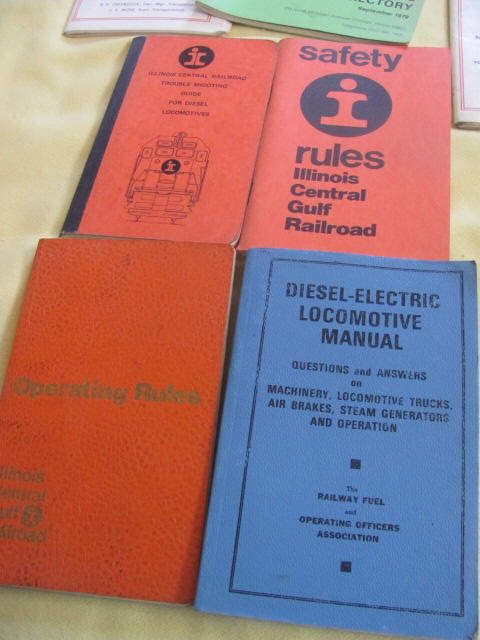 September 1979
ILLINOIS CENTRAL RAILROAD
TROUBLE SHOOTING
GUIDE
FOR DIESEL
LOCOMOTIVES
safety
i
rules
Illinois
Central
Gulf
Railroad
Operating Rules
Illinois
Central
Gulf
Railroad
DIESEL-ELECTRIC
LOCOMOTIVE
MANUAL
QUESTIONS and ANSWERS
on
MACHINERY, LOCOMOTIVE TRUCKS,
AIR BRAKES, STEAM GENERATORS
AND OPERATION
The
RAILWAY FUEL
and
OPERATING OFFICERS
ASSOCIATION